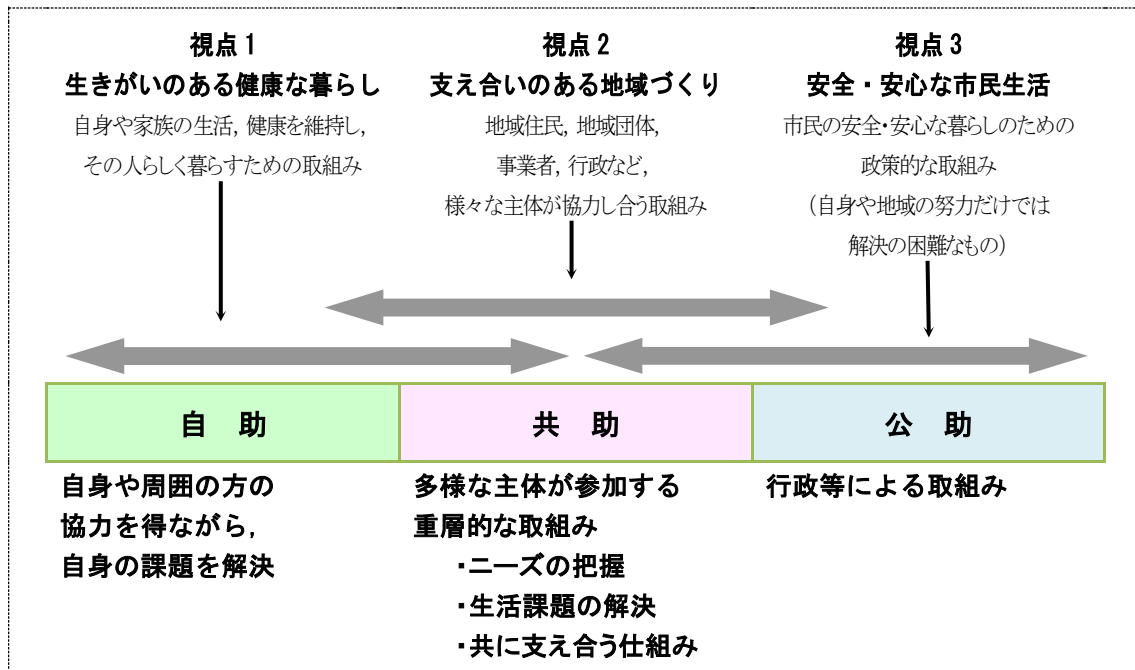 視点１
生きがいのある健康な暮らし
自身や家族の生活，健康を維持し，
その人らしく暮らすための取組み
視点２
支え合いのある地域づくり
地域住民，地域団体，
事業者，行政など，
様々な主体が協力し合う取組み
視点３
安全・安心な市民生活
市民の安全・安心な暮らしのための
政策的な取組み
（自身や地域の努力だけでは
解決の困難なもの）
自　助
共　助
公　助
自身や周囲の方の
協力を得ながら，
自身の課題を解決
多様な主体が参加する
重層的な取組み
・ニーズの把握
・生活課題の解決
・共に支え合う仕組み
行政等による取組み